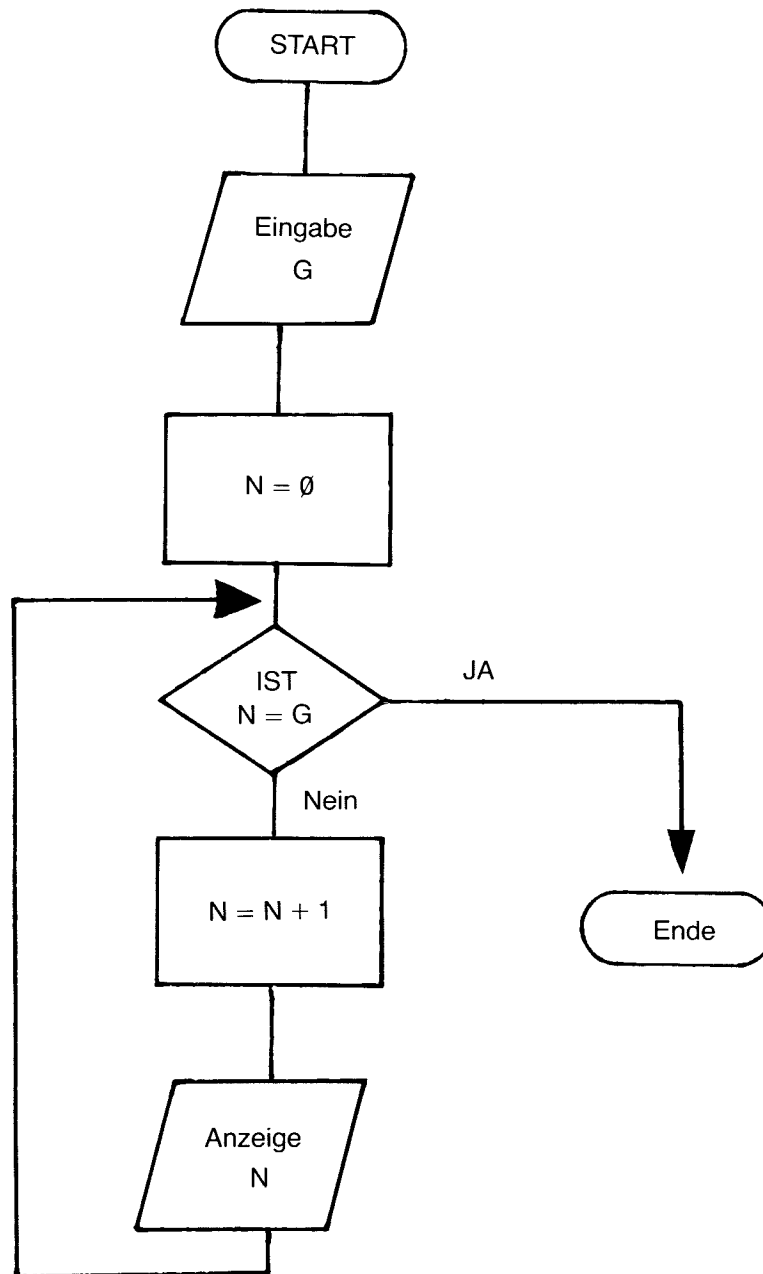 START
Eingabe
G
N = Ø
IST
N = G
JA
Nein
N = N + 1
Ende
Anzeige
N